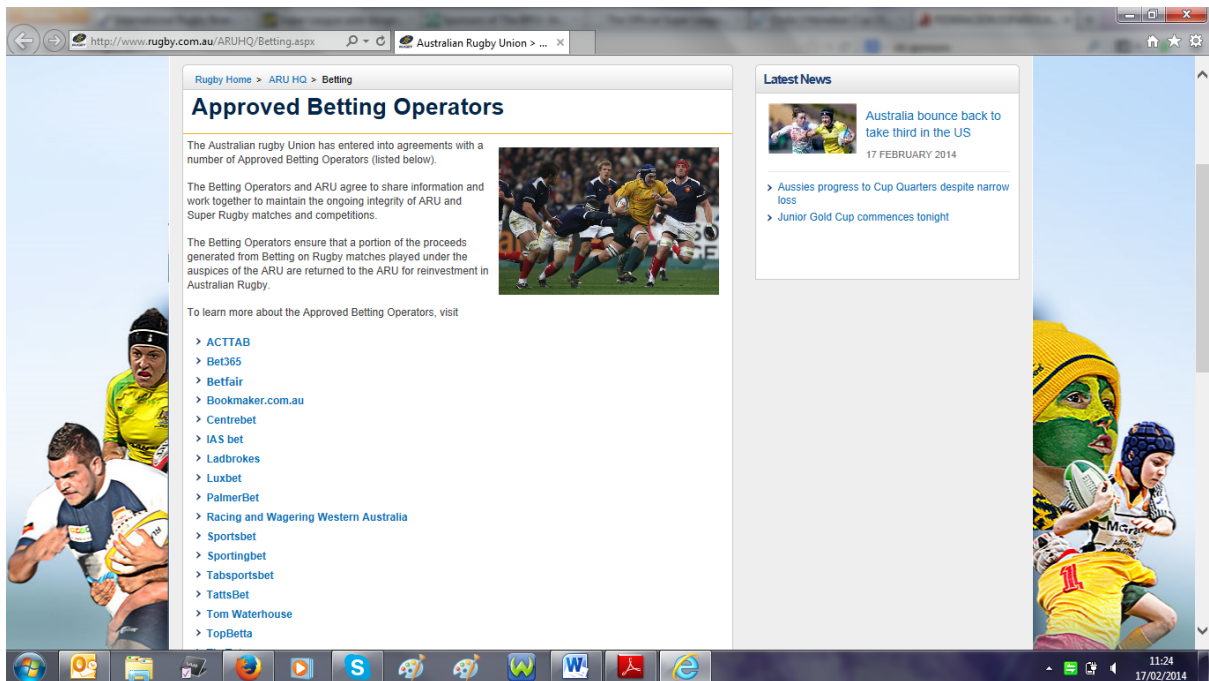 http://www.rugby.com.au/ARUHQ/Betting.aspx
Australian Rugby Union > ...
Rugby Home > ARU HQ > Betting
Approved Betting Operators
The Australian rugby Union has entered into agreements with a
number of Approved Betting Operators (listed below).
The Betting Operators and ARU agree to share information and
work together to maintain the ongoing integrity of ARU and
Super Rugby matches and competitions.
The Betting Operators ensure that a portion of the proceeds
generated from Betting on Rugby matches played under the
auspices of the ARU are returned to the ARU for reinvestment in
Australian Rugby.
To learn more about the Approved Betting Operators, visit
ACTTAB
Bet365
Betfair
Bookmaker.com.au
Centrebet
IAS bet
Ladbrokes
Luxbet
PalmerBet
Racing and Wagering Western Australia
Sportsbet
Sportingbet
Tabsportsbet
TattsBet
Tom Waterhouse
TopBetta
Latest News
Australia bounce back to
take third in the US
17 FEBRUARY 2014
Aussies progress to Cup Quarters despite narrow
loss
Junior Gold Cup commences tonight
11:24
17/02/2014